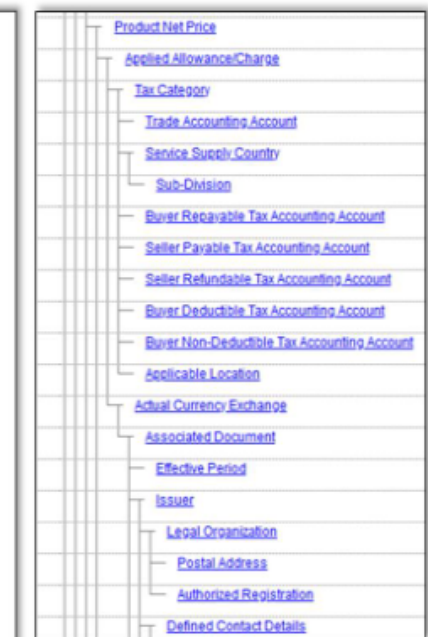 Product Net Price
Applied Allowance/Charge
Tax Category
Trade Accounting Account
Service Supply Country
Sub-Division
Buyer Repayable Tax Accounting Account
Seller Payable Tax Accounting Account
Seller Refundable Tax Accounting Account
Buyer Deductible Tax Accounting Account
Buyer Non-Deductible Tax Accounting Account
Applicable Location
Actual Currency Exchange
Associated Document
Effective Period
Issuer
Legal Organization
Postal Address
Authorized Registration
Defined Contact Details